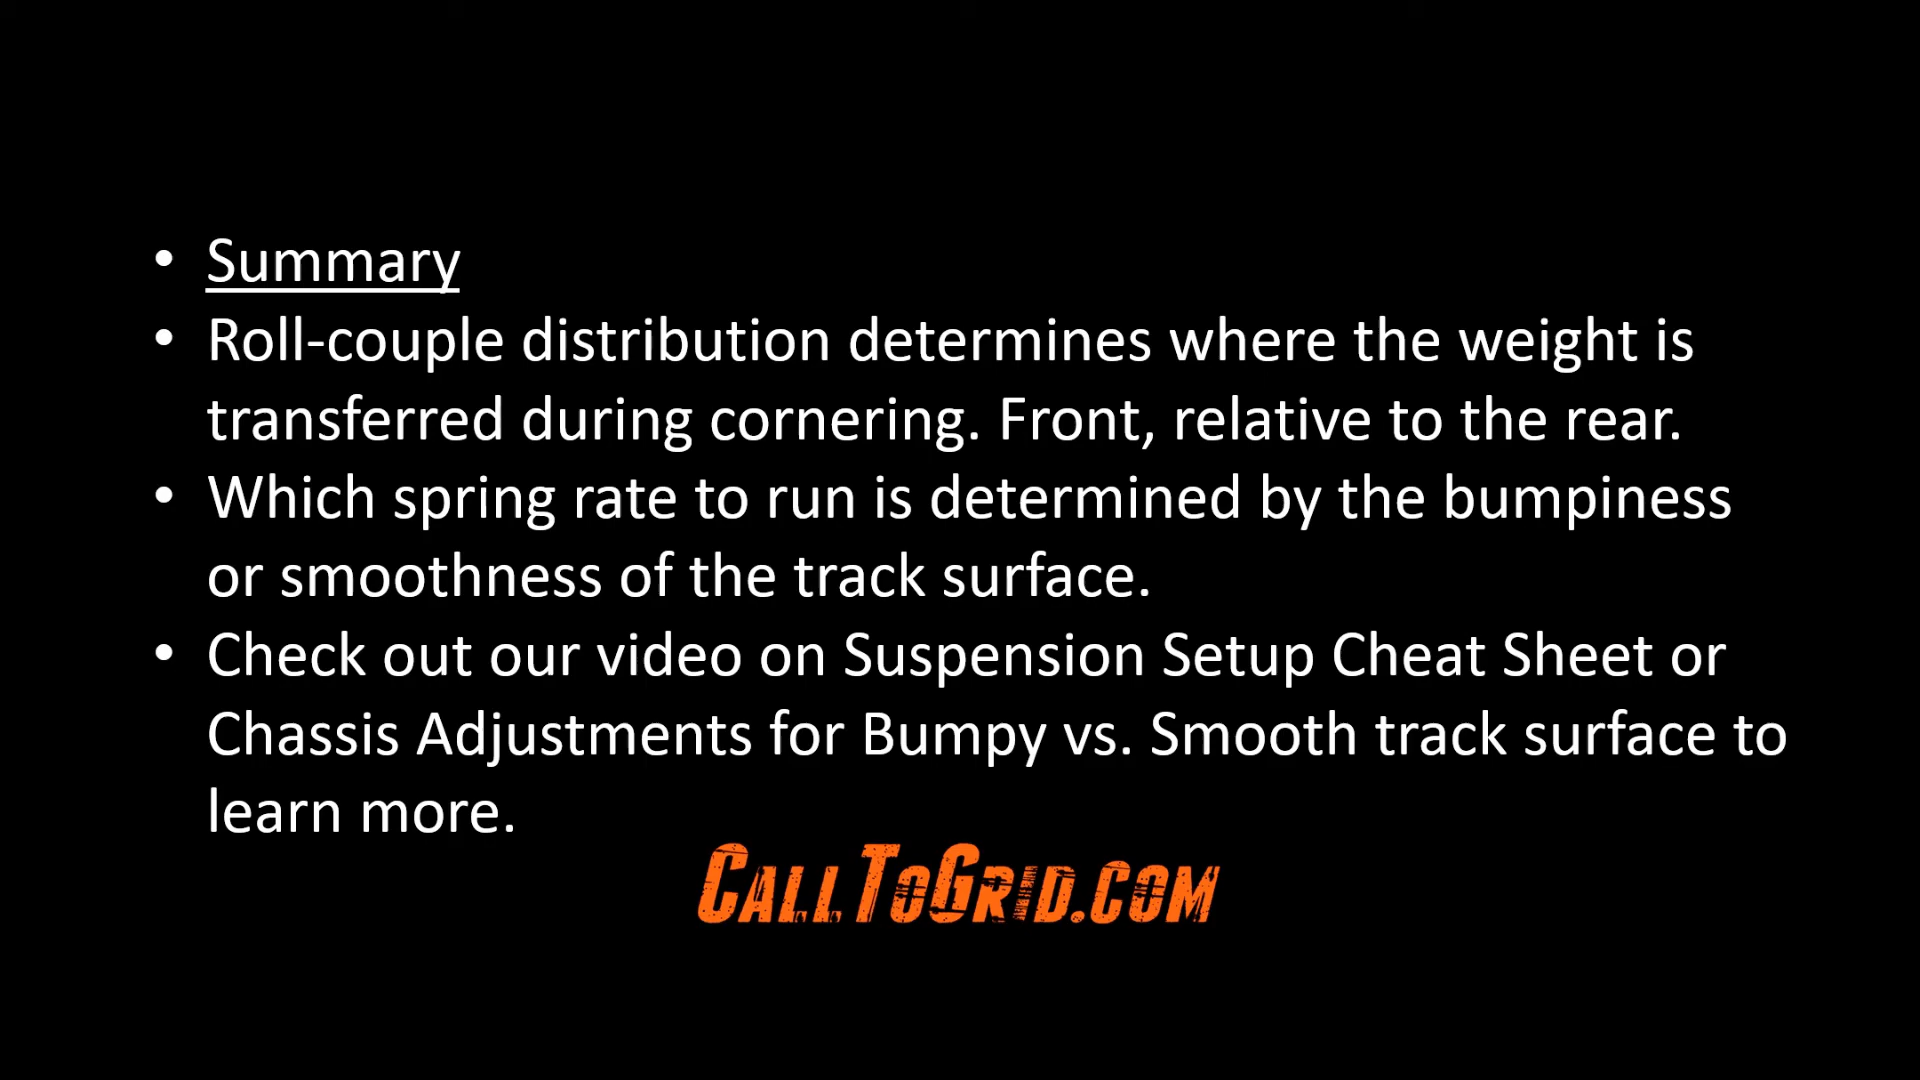 • Summary
• Roll-couple distribution determines where the weight is
transferred during cornering. Front, relative to the rear.
• Which spring rate to run is determined by the bumpiness
or smoothness of the track surface.
• Check out our video on Suspension Setup Cheat Sheet or
Chassis Adjustments for Bumpy vs. Smooth track surface to
learn more.
CALLTOGRID.COM